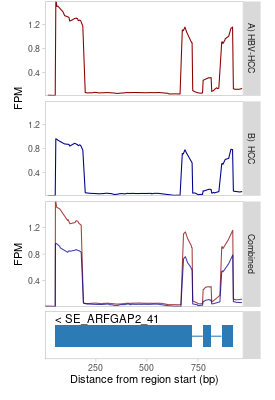 1.2
0.8
0.4
A) HBV-HCC
FPM
1.2
0.8
0.4
B) HCC
1.2
0.8
0.4
Combined
FPM
< SE_ARFGAP2_41
250 500 750
Distance from region start (bp)